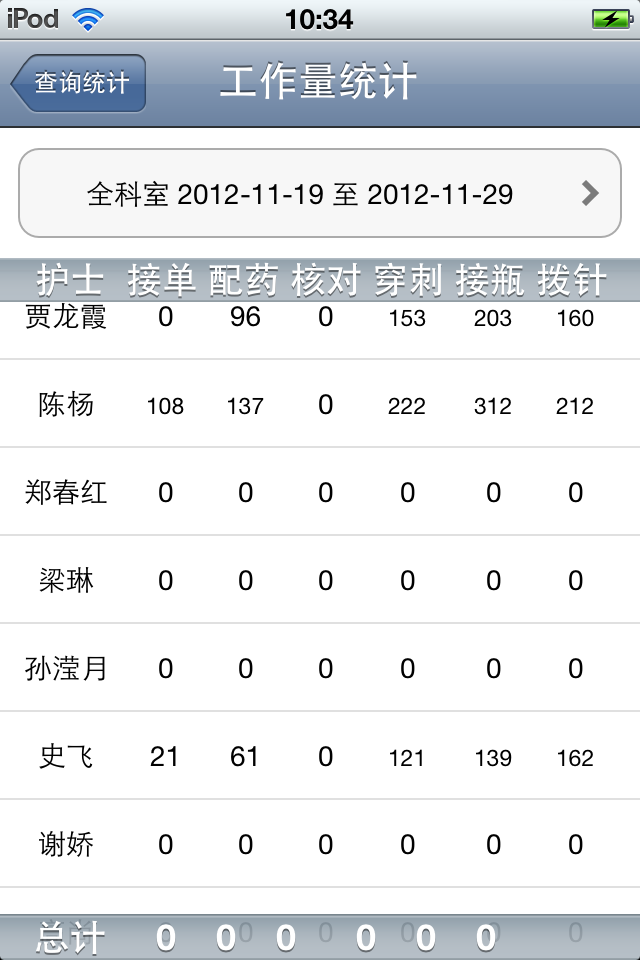 iPod 10:34
查询统计 工作量统计
全科室 2012-11-19 至 2012-11-29
护士 接单 配药 核对 穿刺 接瓶 拨针
贾龙霞 0 96 0 153 203 160
陈杨 108 137 0 222 312 212
郑春红 0 0 0 0 0 0
梁琳 0 0 0 0 0 0
孙滢月 0 0 0 0 0 0
史飞 21 61 0 121 139 162
谢娇 0 0 0 0 0 0
总计 0 0 0 0 0 0